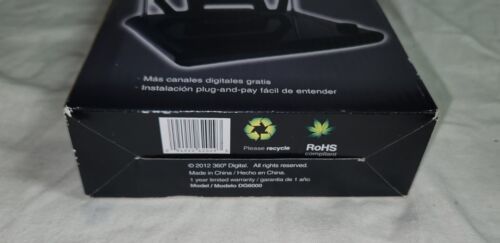 - Más canales digitales gratis
- Instalación plug-and-pay fácil de entender
Please recycle
RoHS
compliant
© 2012 360° Digital. All rights reserved.
Made in China / Hecho en China.
1 year limited warranty / garantia de 1 año
Model / Modelo DG6000